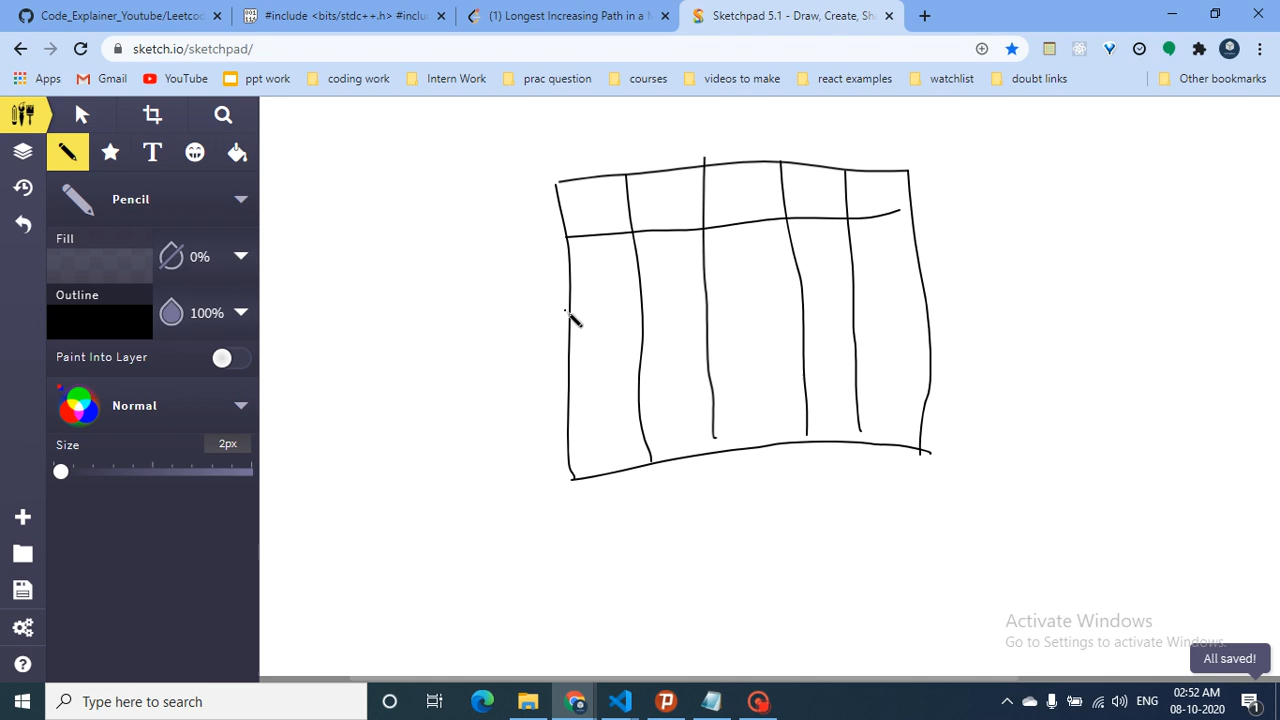 Code_Explainer_Youtube/Leetco
#include <bits/stdc++.h> #inclu
(1) Longest Increasing Path in a M
Sketchpad 5.1 - Draw, Create, Sha
sketch.io/sketchpad/
Apps
Gmail
YouTube
ppt work
coding work
Intern Work
prac question
courses
videos to make
react examples
watchlist
doubt links
Other bookmarks
T
Pencil
Fill
0%
Outline
100%
Paint Into Layer
Normal
Size
2px
Activate Windows
Go to Settings to activate Windows.
All saved!
Type here to search
ENG
02:52 AM
08-10-2020
1